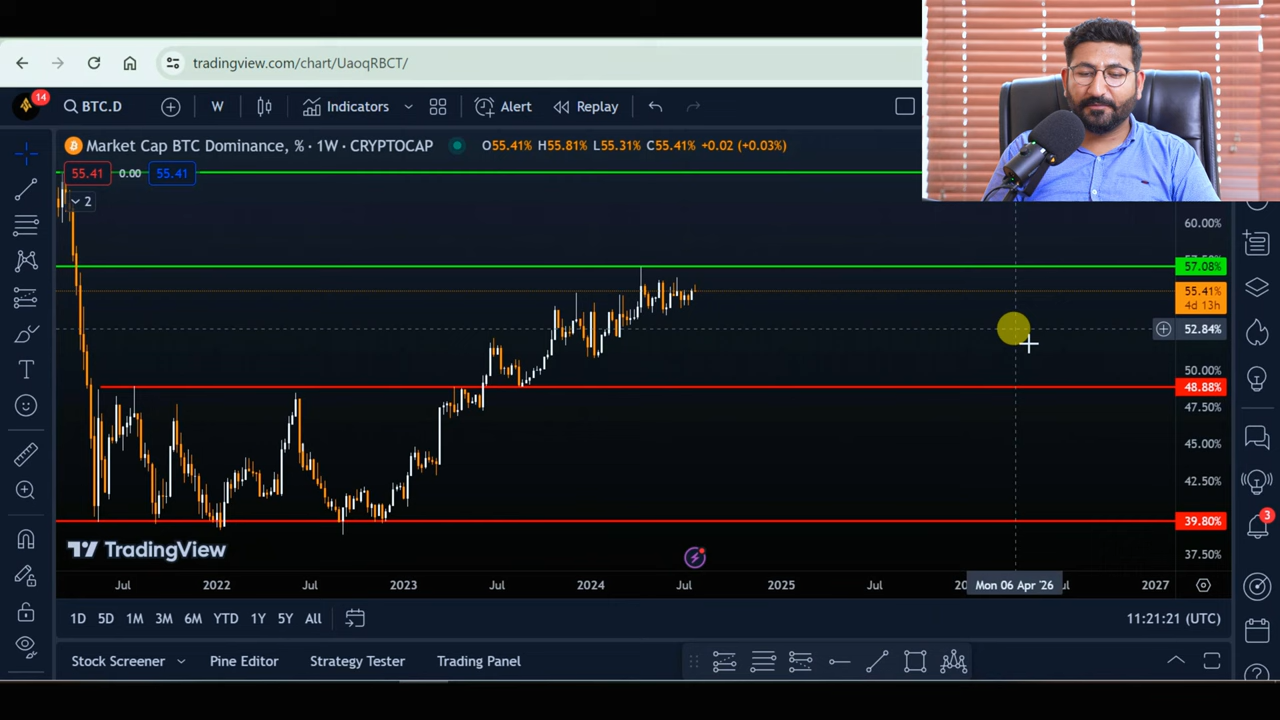 tradingview.com/chart/UaoqRBCT/
14
BTC.D
W
Indicators
Alert
Replay
Market Cap BTC Dominance, % · 1W · CRYPTOCAP
O55.41% H55.81% L55.31% C55.41% +0.02 (+0.03%)
55.41
0.00
55.41
2
60.00%
57.08%
55.41%
4d 13h
52.84%
50.00%
48.88%
47.50%
45.00%
42.50%
39.80%
37.50%
3
TradingView
Jul
2022
Jul
2023
Jul
2024
Jul
2025
Jul
Mon 06 Apr '26
2027
1D
5D
1M
3M
6M
YTD
1Y
5Y
All
11:21:21 (UTC)
Stock Screener
Pine Editor
Strategy Tester
Trading Panel